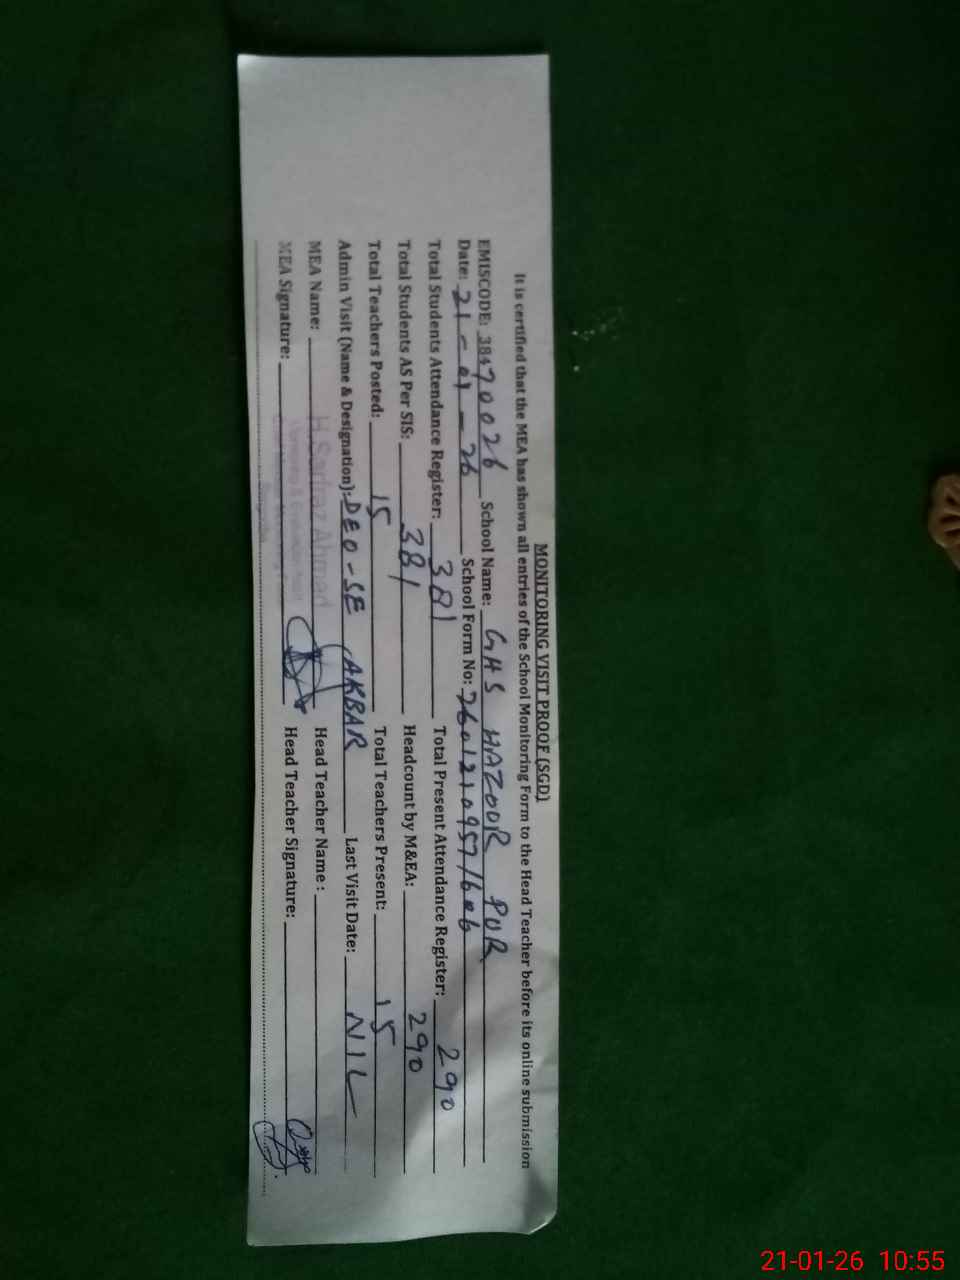 MONITORING VISIT PROOF (SGD)
It is certified that the MEA has shown all entries of the School Monitoring Form to the Head Teacher before its online submission
EMISCODE: 38470026 School Name: GHS HAZOOR PUR
Date: 21-01-26 School Form No:
Total Students Attendance Register: 381 Total Present Attendance Register: 290
Total Students AS Per SIS: 381 Headcount by M&EA: 290
Total Teachers Posted: 15 Total Teachers Present: 15
Admin Visit (Name & Designation): DEO-SE AKBAR Last Visit Date: NIL
MEA Name: H.Sarfraz Ahmad Head Teacher Name :
MEA Signature: Head Teacher Signature:
21-01-26 10:55